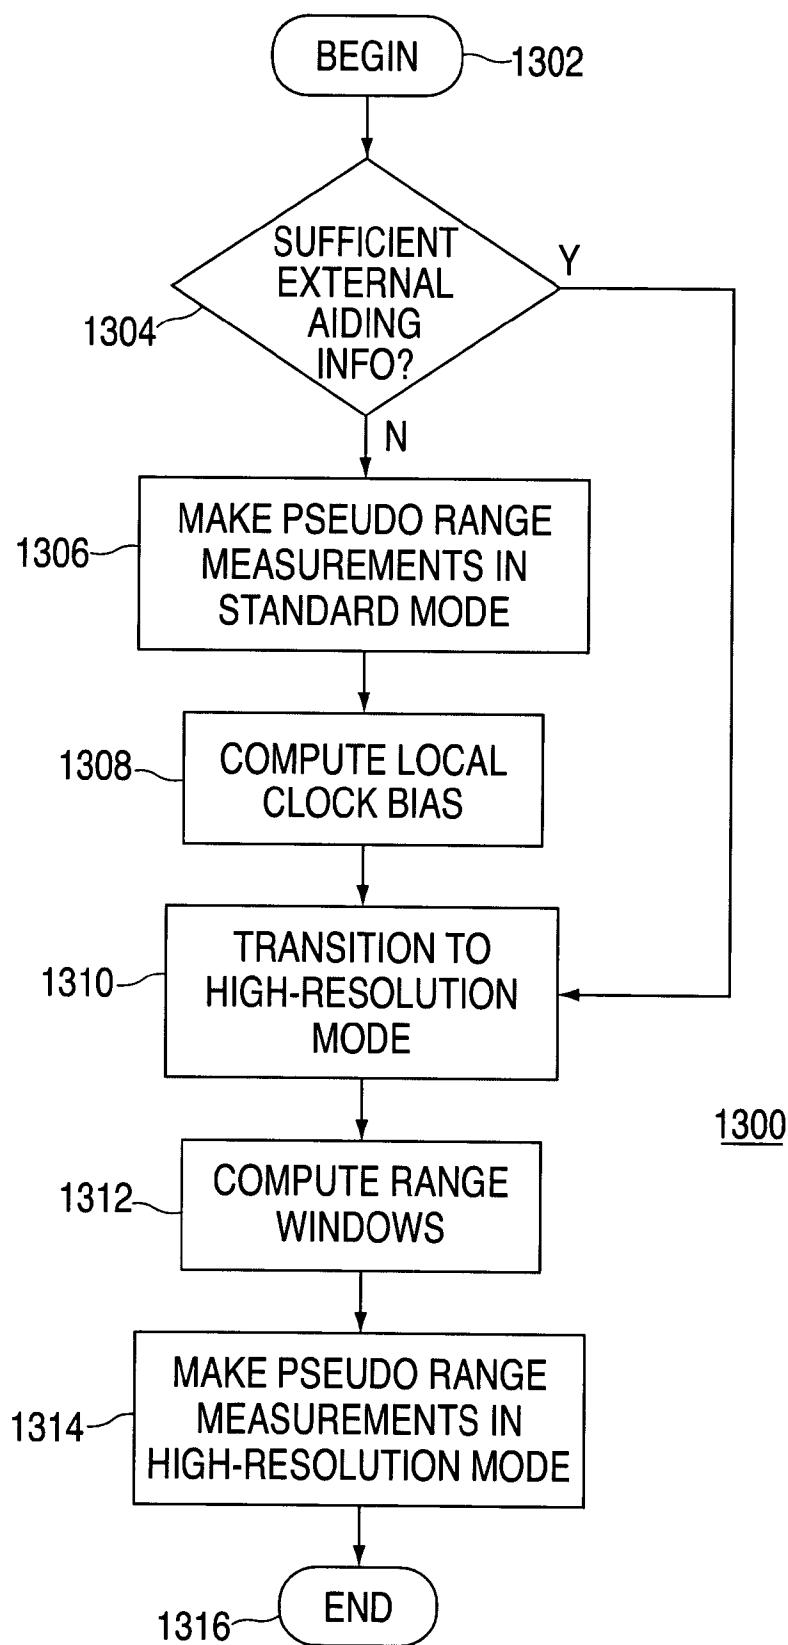 BEGIN
1302
SUFFICIENT
EXTERNAL
AIDING
INFO?
Y
1304
N
MAKE PSEUDO RANGE
MEASUREMENTS IN
STANDARD MODE
1306
COMPUTE LOCAL
CLOCK BIAS
1308
TRANSITION TO
HIGH-RESOLUTION
MODE
1310
1300
COMPUTE RANGE
WINDOWS
1312
MAKE PSEUDO RANGE
MEASUREMENTS IN
HIGH-RESOLUTION MODE
1314
END
1316